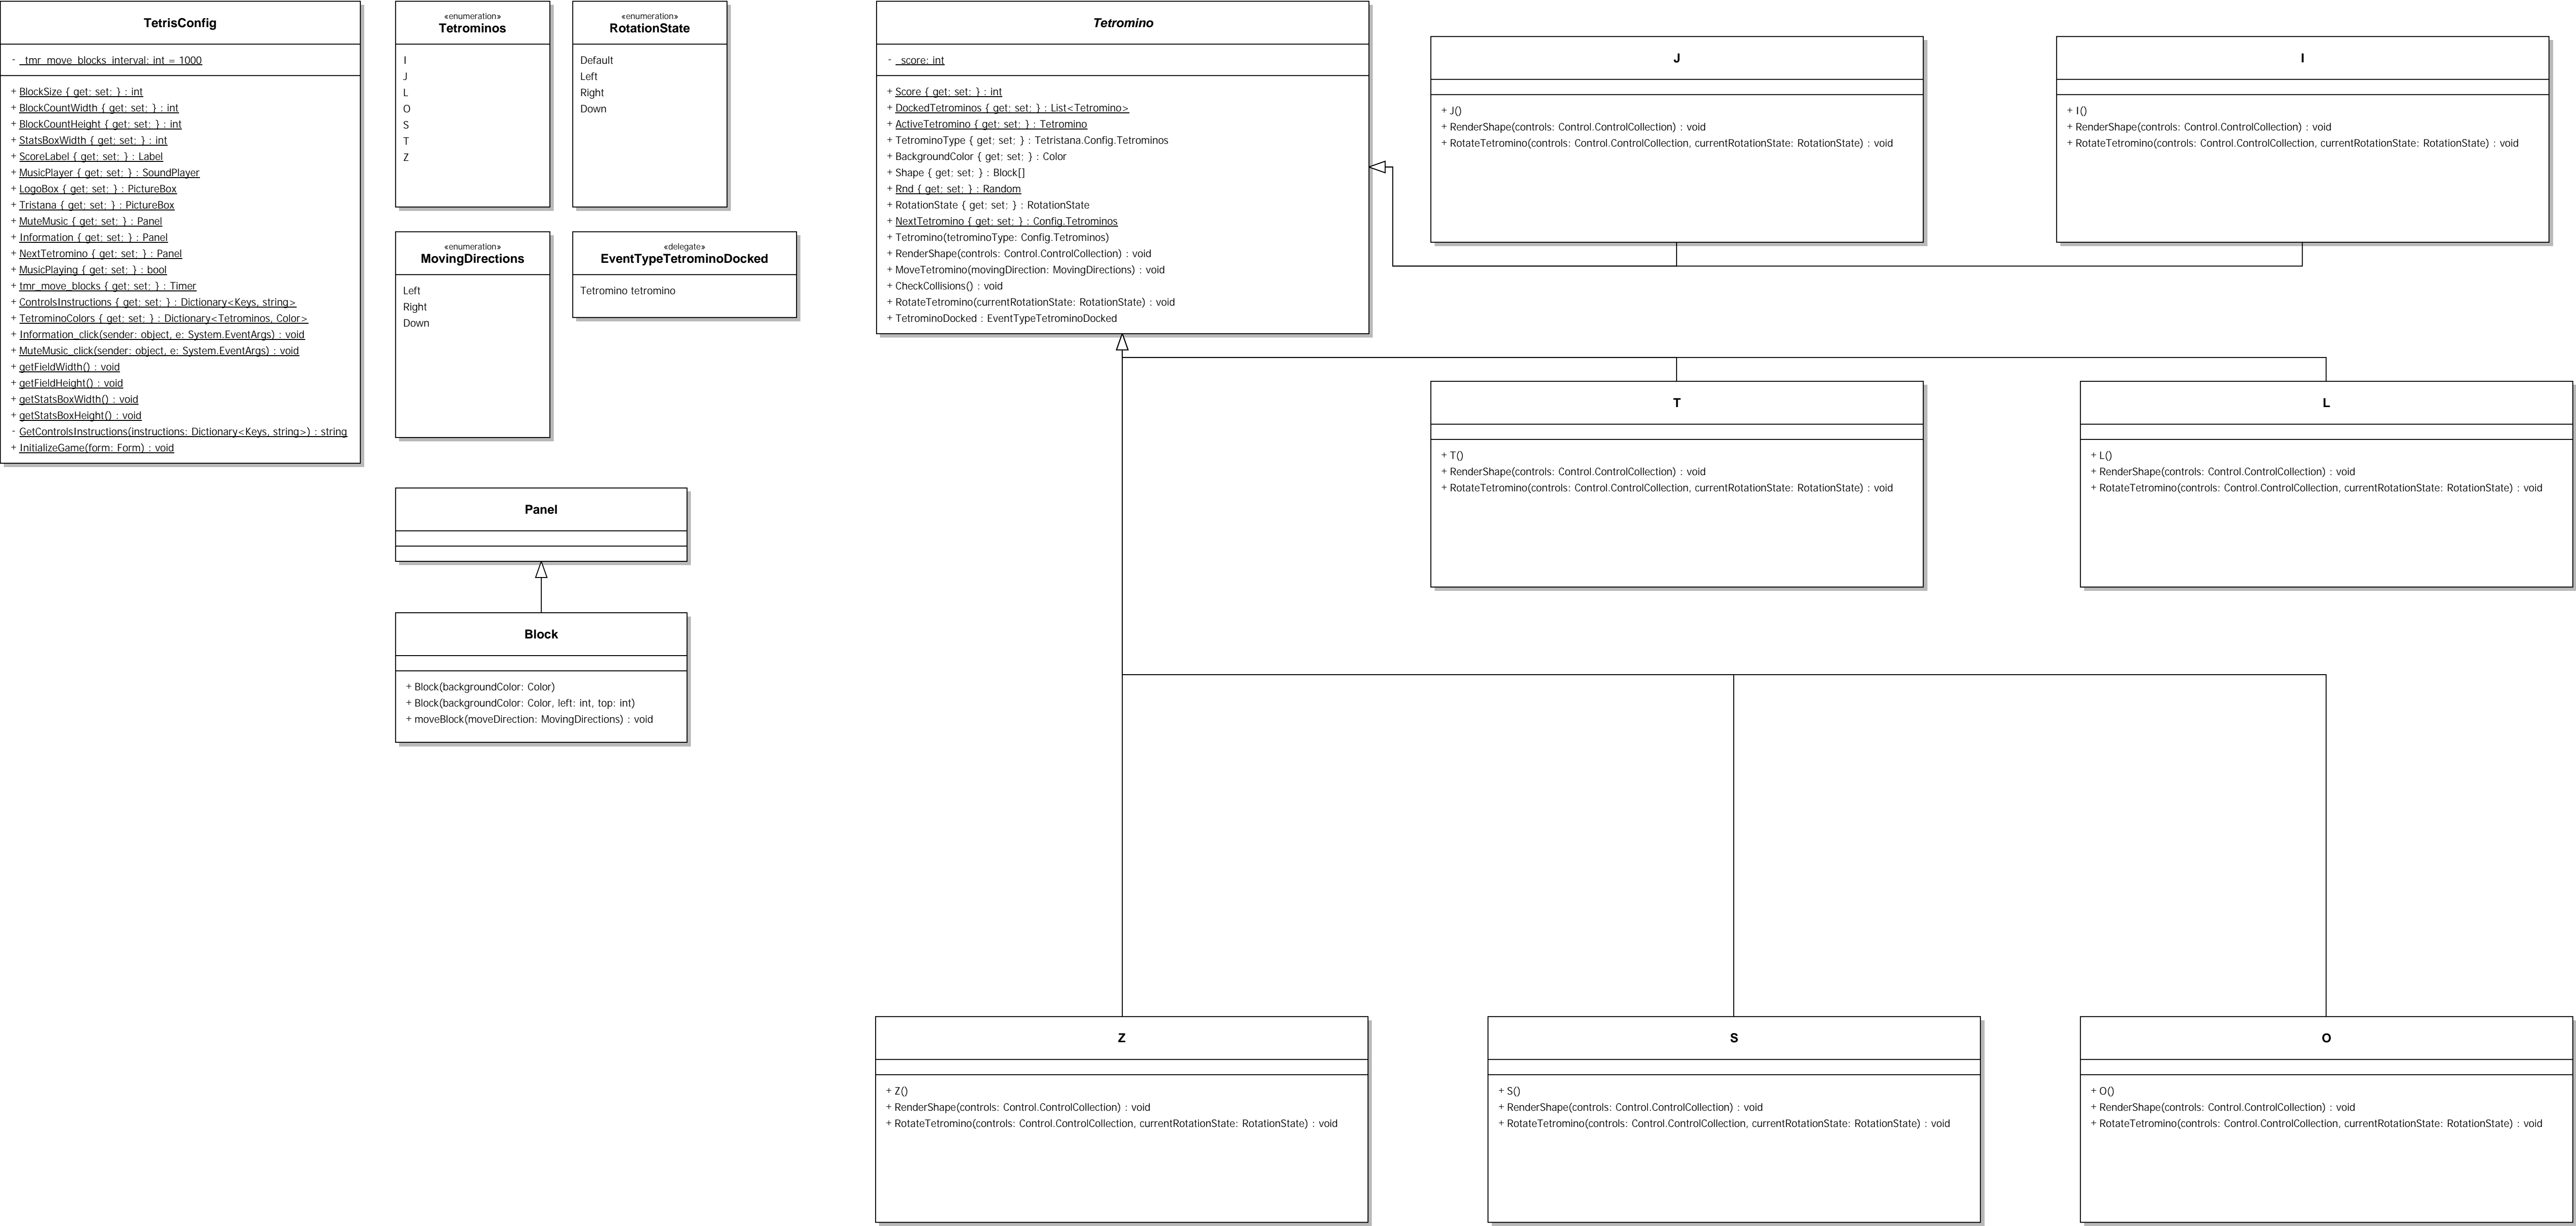 TetrisConfig
- _tmr_move_blocks_interval: int = 1000
+ BlockSize { get; set; } : int
+ BlockCountWidth { get; set; } : int
+ BlockCountHeight { get; set; } : int
+ StatsBoxWidth { get; set; } : int
+ ScoreLabel { get; set; } : Label
+ MusicPlayer { get; set; } : SoundPlayer
+ LogoBox { get; set; } : PictureBox
+ Tristana { get; set; } : PictureBox
+ MuteMusic { get; set; } : Panel
+ Information { get; set; } : Panel
+ NextTetromino { get; set; } : Panel
+ MusicPlaying { get; set; } : bool
+ tmr_move_blocks { get; set; } : Timer
+ ControlsInstructions { get; set; } : Dictionary<Keys, string>
+ TetrominoColors { get; set; } : Dictionary<Tetrominos, Color>
+ Information_click(sender: object, e: System.EventArgs) : void
+ MuteMusic_click(sender: object, e: System.EventArgs) : void
+ getFieldWidth() : void
+ getFieldHeight() : void
+ getStatsBoxWidth() : void
+ getStatsBoxHeight() : void
- GetControlsInstructions(instructions: Dictionary<Keys, string>) : string
+ InitializeGame(form: Form) : void
«enumeration»
Tetrominos
I
J
L
O
S
T
Z
«enumeration»
RotationState
Default
Left
Right
Down
«enumeration»
MovingDirections
Left
Right
Down
«delegate»
EventTypeTetrominoDocked
Tetromino tetromino
Panel
Block
+ Block(backgroundColor: Color)
+ Block(backgroundColor: Color, left: int, top: int)
+ moveBlock(moveDirection: MovingDirections) : void
Tetromino
- _score: int
+ Score { get; set; } : int
+ DockedTetrominos { get; set; } : List<Tetromino>
+ ActiveTetromino { get; set; } : Tetromino
+ TetrominoType { get; set; } : Tetristana.Config.Tetrominos
+ BackgroundColor { get; set; } : Color
+ Shape { get; set; } : Block[]
+ Rnd { get; set; } : Random
+ RotationState { get; set; } : RotationState
+ NextTetromino { get; set; } : Config.Tetrominos
+ Tetromino(tetrominoType: Config.Tetrominos)
+ RenderShape(controls: Control.ControlCollection) : void
+ MoveTetromino(movingDirection: MovingDirections) : void
+ CheckCollisions() : void
+ RotateTetromino(currentRotationState: RotationState) : void
+ TetrominoDocked : EventTypeTetrominoDocked
J
+ J()
+ RenderShape(controls: Control.ControlCollection) : void
+ RotateTetromino(controls: Control.ControlCollection, currentRotationState: RotationState) : void
I
+ I()
+ RenderShape(controls: Control.ControlCollection) : void
+ RotateTetromino(controls: Control.ControlCollection, currentRotationState: RotationState) : void
T
+ T()
+ RenderShape(controls: Control.ControlCollection) : void
+ RotateTetromino(controls: Control.ControlCollection, currentRotationState: RotationState) : void
L
+ L()
+ RenderShape(controls: Control.ControlCollection) : void
+ RotateTetromino(controls: Control.ControlCollection, currentRotationState: RotationState) : void
Z
+ Z()
+ RenderShape(controls: Control.ControlCollection) : void
+ RotateTetromino(controls: Control.ControlCollection, currentRotationState: RotationState) : void
S
+ S()
+ RenderShape(controls: Control.ControlCollection) : void
+ RotateTetromino(controls: Control.ControlCollection, currentRotationState: RotationState) : void
O
+ O()
+ RenderShape(controls: Control.ControlCollection) : void
+ RotateTetromino(controls: Control.ControlCollection, currentRotationState: RotationState) : void